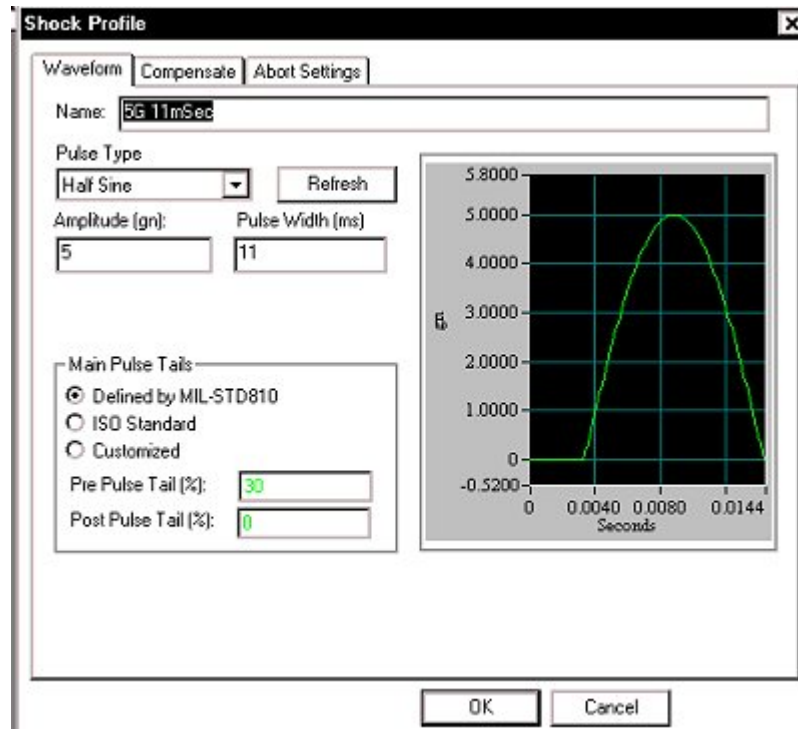 Shock Profile
Waveform Compensate Abort Settings
Name: 5G 11mSec
Pulse Type
Half Sine Refresh
Amplitude (gn): Pulse Width (ms)
5 11
Main Pulse Tails
Defined by MIL-STD810
ISO Standard
Customized
Pre Pulse Tail (%): 30
Post Pulse Tail (%): 0
5.8000
5.0000
4.0000
3.0000
2.0000
1.0000
0
-0.5200
0 0.0040 0.0080 0.0144
Seconds
OK Cancel